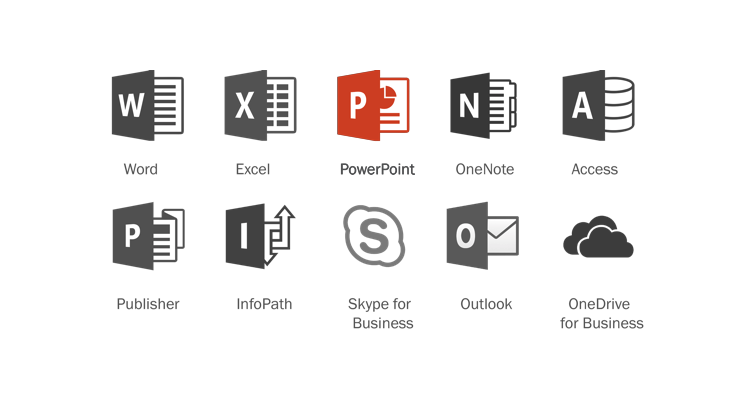 W X P N A
Word Excel PowerPoint OneNote Access
P I S O
Publisher InfoPath Skype for Outlook OneDrive
Business for Business